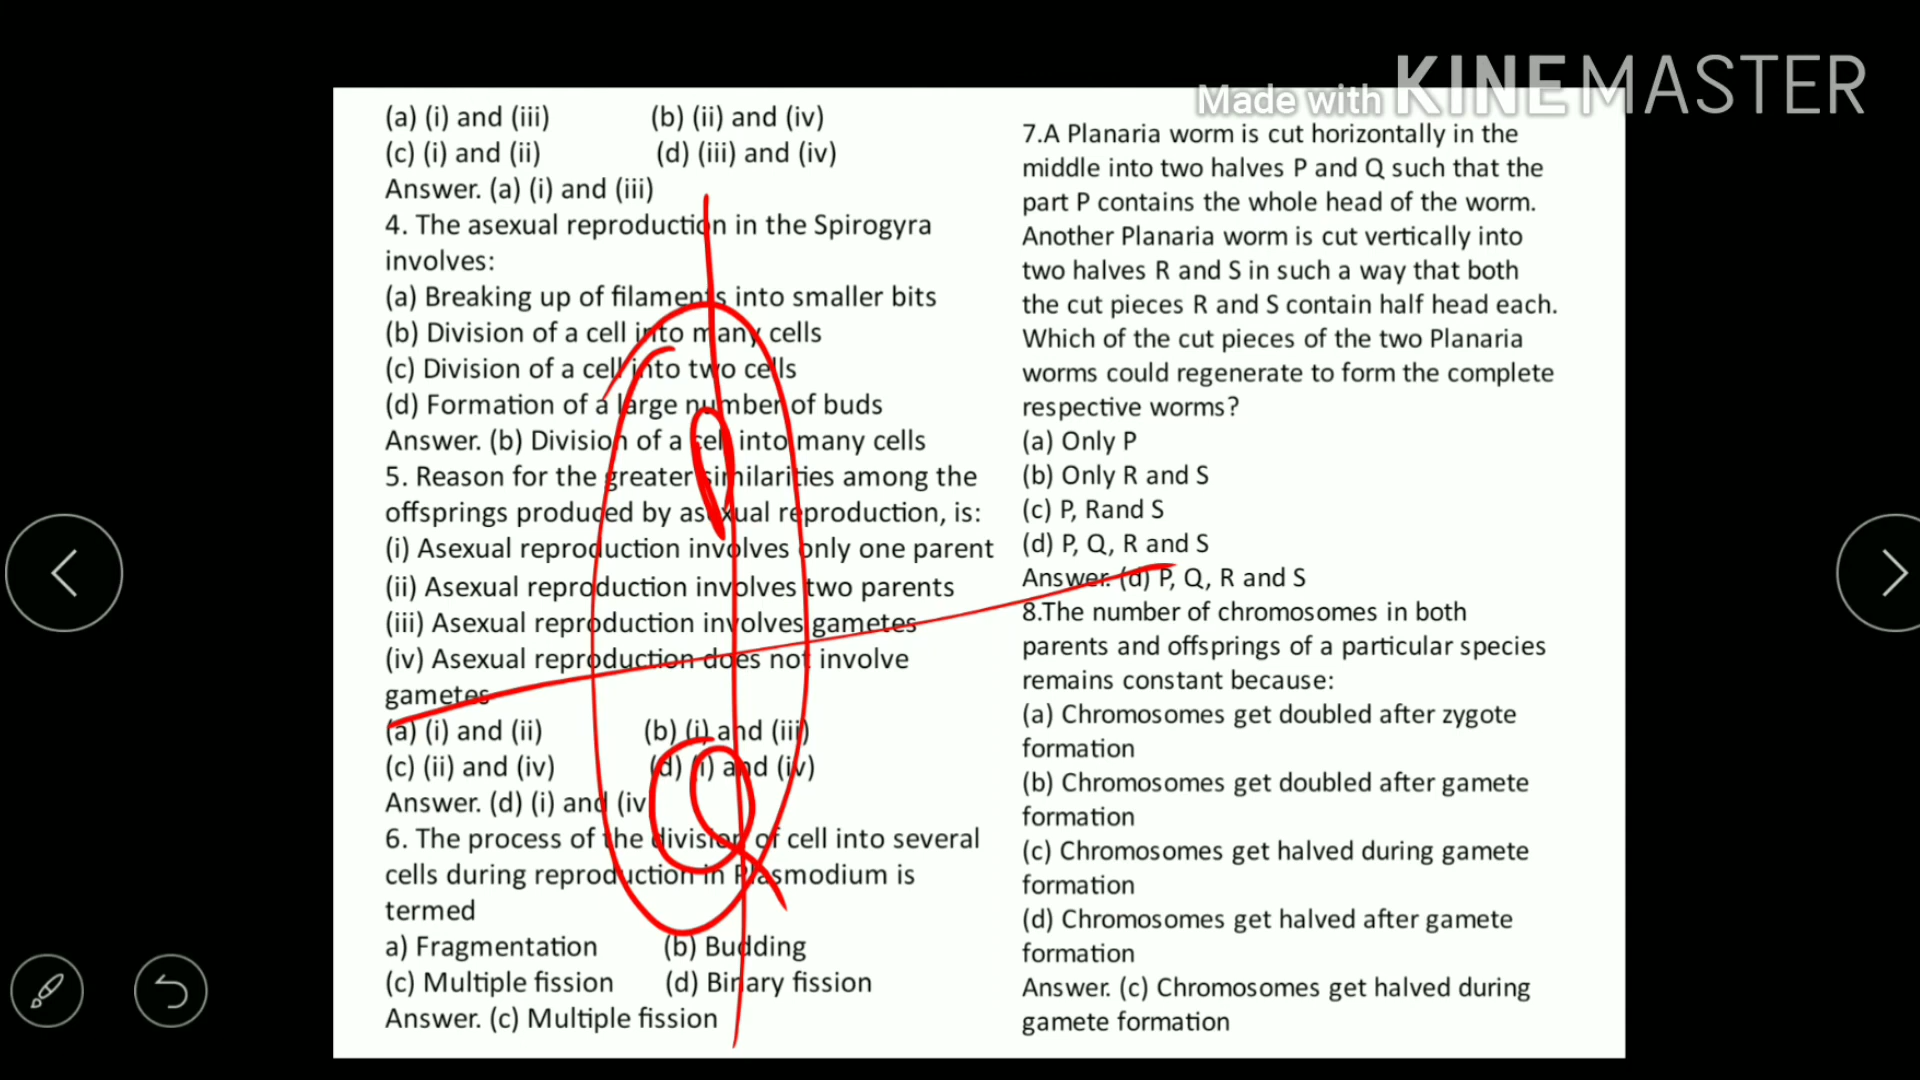 Made with KINEMASTER
(a) (i) and (iii) (b) (ii) and (iv)
(c) (i) and (ii) (d) (iii) and (iv)
Answer. (a) (i) and (iii)
4. The asexual reproduction in the Spirogyra
involves:
(a) Breaking up of filaments into smaller bits
(b) Division of a cell into many cells
(c) Division of a cell into two cells
(d) Formation of a large number of buds
Answer. (b) Division of a cell into many cells
5. Reason for the greater similarities among the
offsprings produced by asexual reproduction, is:
(i) Asexual reproduction involves only one parent
(ii) Asexual reproduction involves two parents
(iii) Asexual reproduction involves gametes
(iv) Asexual reproduction does not involve
gametes
(a) (i) and (ii) (b) (i) and (iii)
(c) (ii) and (iv) (d) (i) and (iv)
Answer. (d) (i) and (iv
6. The process of the division of cell into several
cells during reproduction in Plasmodium is
termed
a) Fragmentation (b) Budding
(c) Multiple fission (d) Binary fission
Answer. (c) Multiple fission
7.A Planaria worm is cut horizontally in the
middle into two halves P and Q such that the
part P contains the whole head of the worm.
Another Planaria worm is cut vertically into
two halves R and S in such a way that both
the cut pieces R and S contain half head each.
Which of the cut pieces of the two Planaria
worms could regenerate to form the complete
respective worms?
(a) Only P
(b) Only R and S
(c) P, Rand S
(d) P, Q, R and S
Answer. (d) P, Q, R and S
8.The number of chromosomes in both
parents and offsprings of a particular species
remains constant because:
(a) Chromosomes get doubled after zygote
formation
(b) Chromosomes get doubled after gamete
formation
(c) Chromosomes get halved during gamete
formation
(d) Chromosomes get halved after gamete
formation
Answer. (c) Chromosomes get halved during
gamete formation